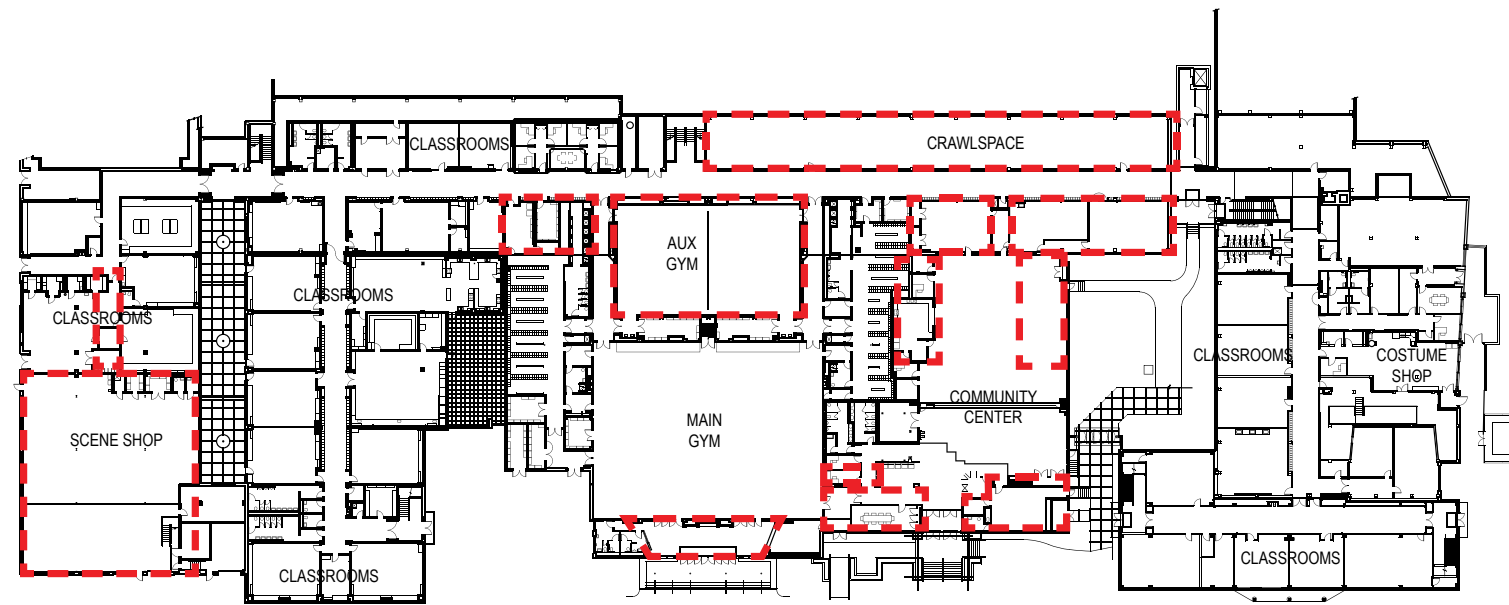 CLASSROOMS
CRAWLSPACE
AUX
GYM
CLASSROOMS
CLASSROOMS
CLASSROOMS
COSTUME
SHOP
COMMUNITY
CENTER
MAIN
GYM
SCENE SHOP
CLASSROOMS
CLASSROOMS